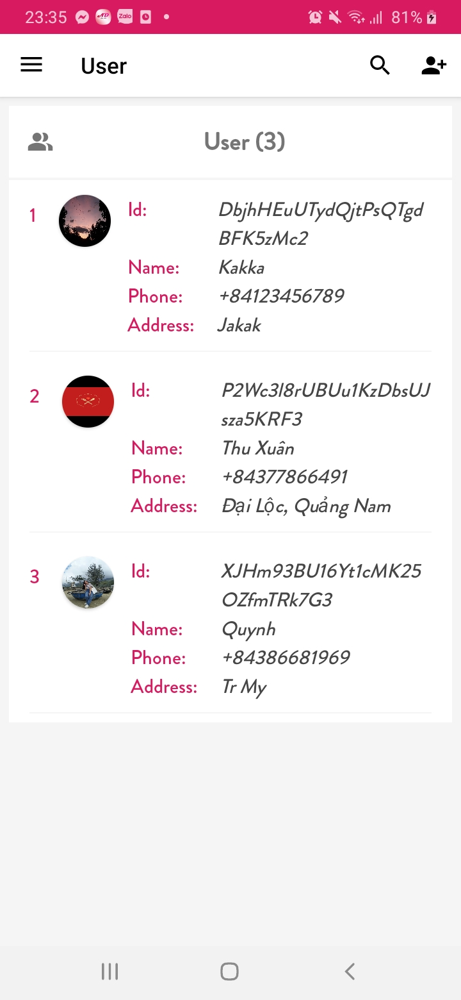 23:35 Zalo 81%
User
User (3)
1 Id: DbjhHEuUTydQjtPsQTgd
BFK5zMc2
Name: Kakka
Phone: +84123456789
Address: Jakak
2 Id: P2Wc3l8rUBUu1KzDbsUJ
sza5KRF3
Name: Thu Xuân
Phone: +84377866491
Address: Đại Lộc, Quảng Nam
3 Id: XJHm93BU16Yt1cMK25
OZfmTRk7G3
Name: Quynh
Phone: +84386681969
Address: Tr My